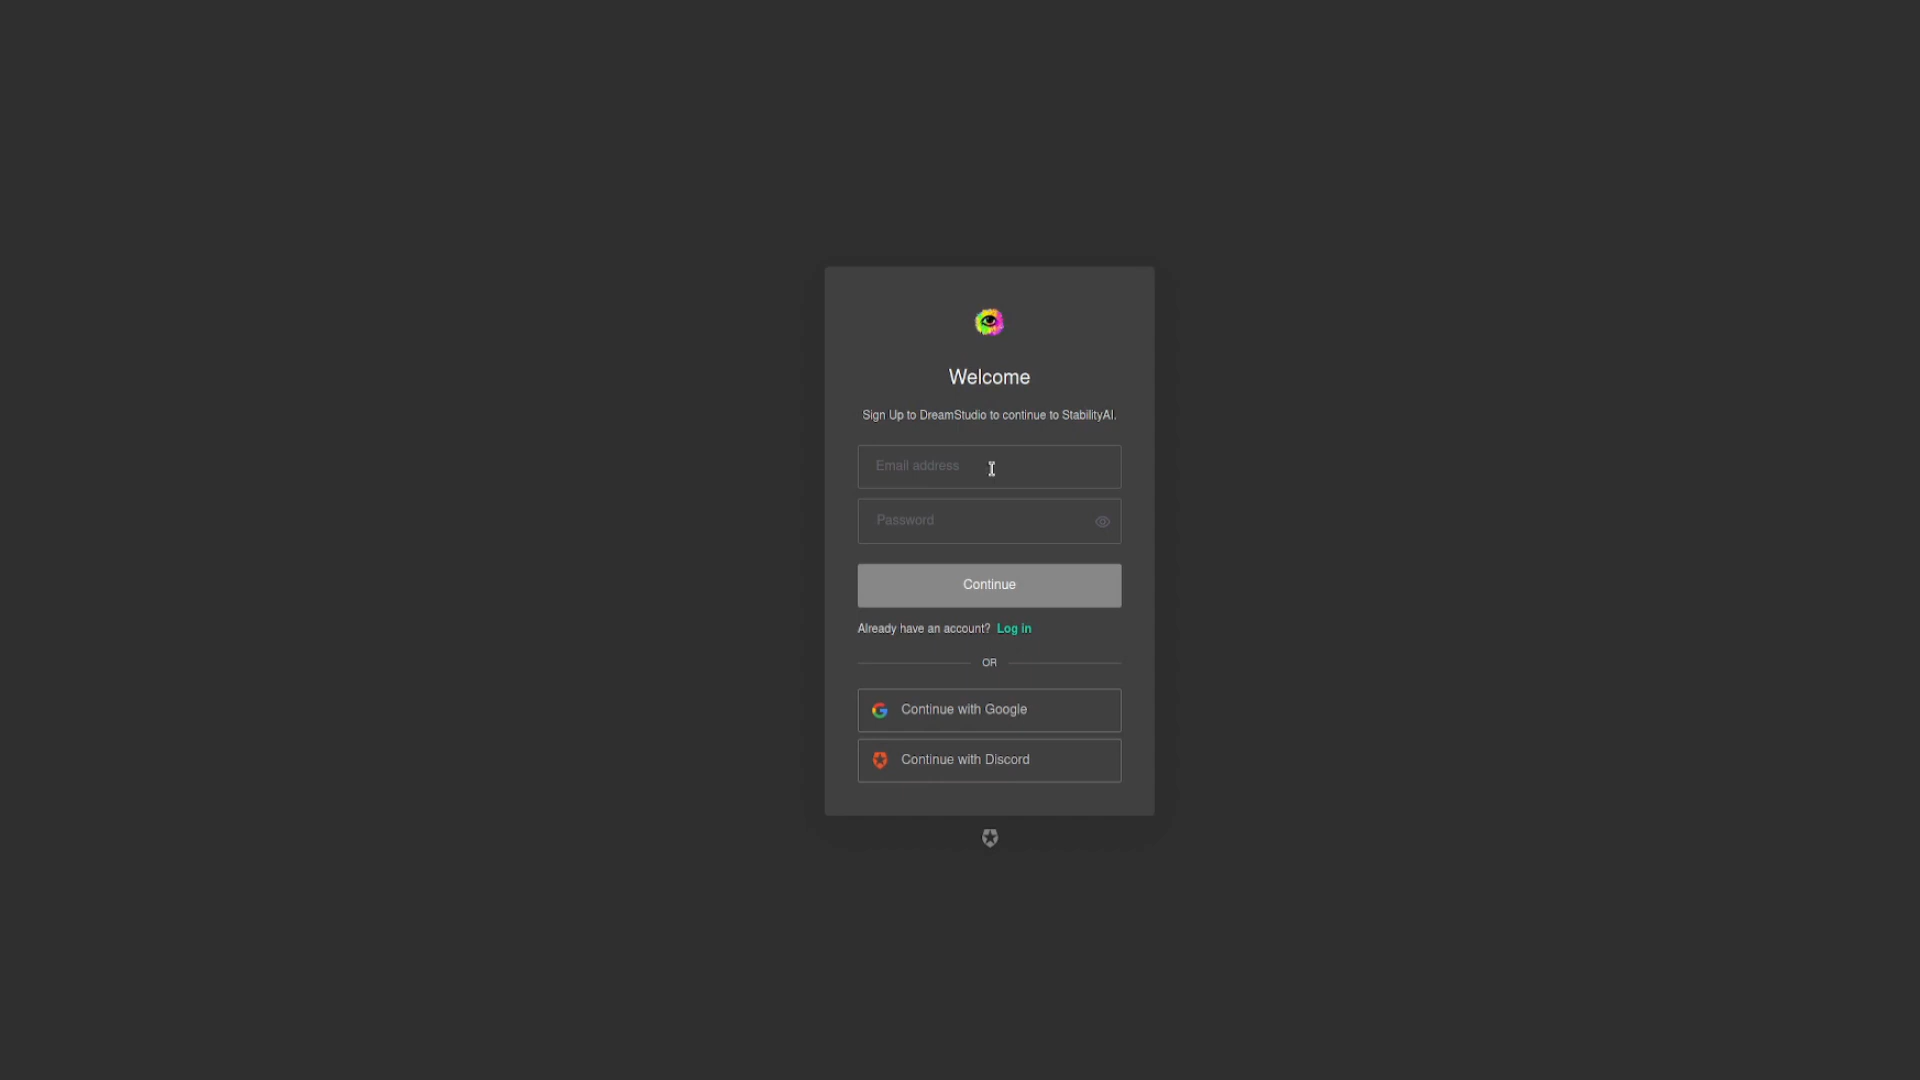 Welcome
Sign Up to DreamStudio to continue to StabilityAI.
Email address
Password
Continue
Already have an account? Log in
OR
Continue with Google
Continue with Discord